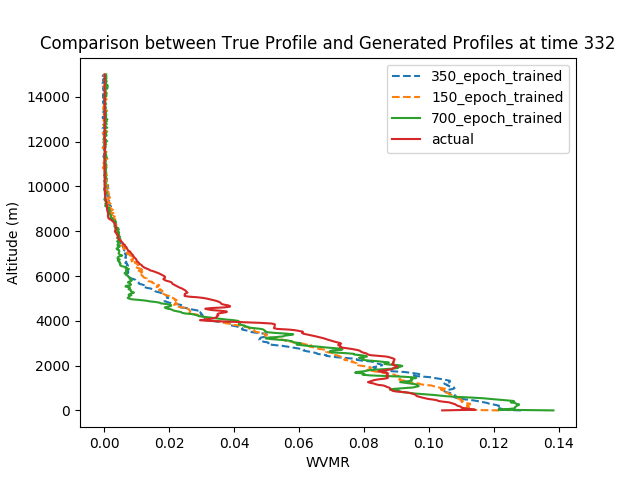 Comparison between True Profile and Generated Profiles at time 332
350_epoch_trained
150_epoch_trained
700_epoch_trained
actual
Altitude (m)
14000
12000
10000
8000
6000
4000
2000
0
0.00 0.02 0.04 0.06 0.08 0.10 0.12 0.14
WVMR